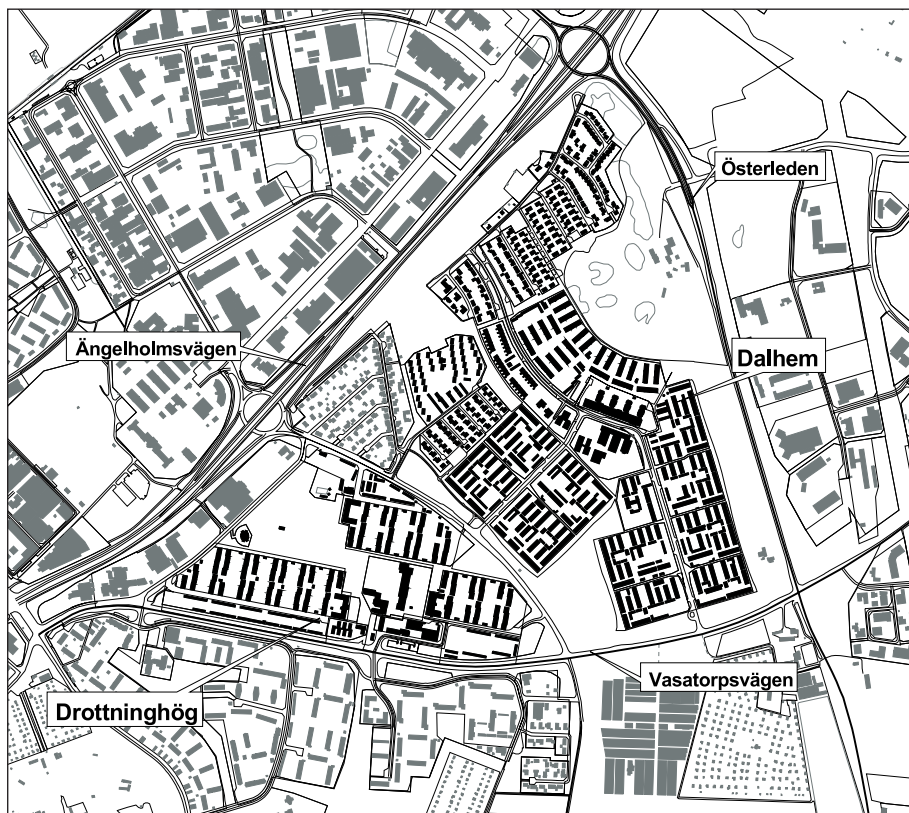 Österleden
Ängelholmsvägen
Dalhem
Vasatorpsvägen
Drottninghög